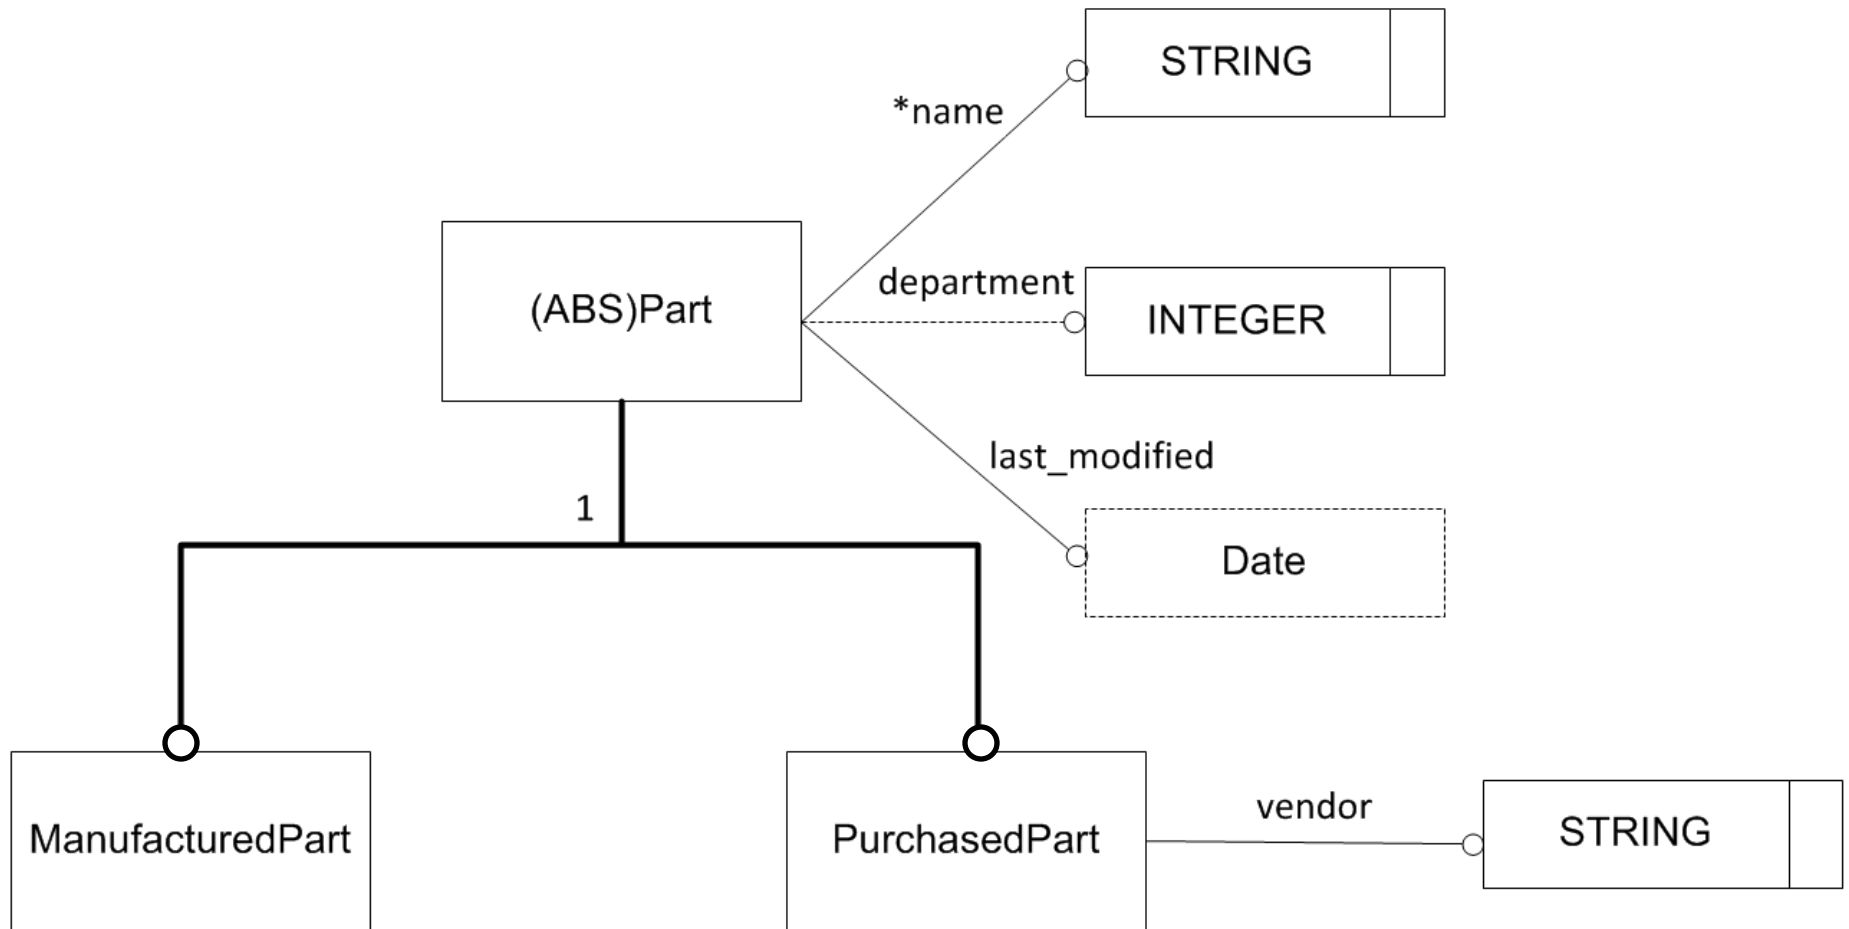 STRING
*name
department
(ABS)Part
INTEGER
last_modified
1
Date
vendor
ManufacturedPart
PurchasedPart
STRING